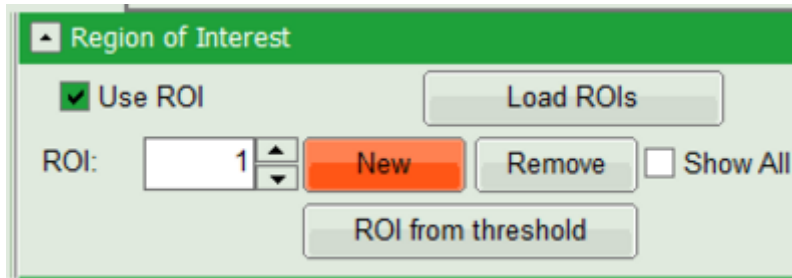 Region of Interest
Use ROI Load ROIs
ROI: 1 New Remove Show All
ROI from threshold